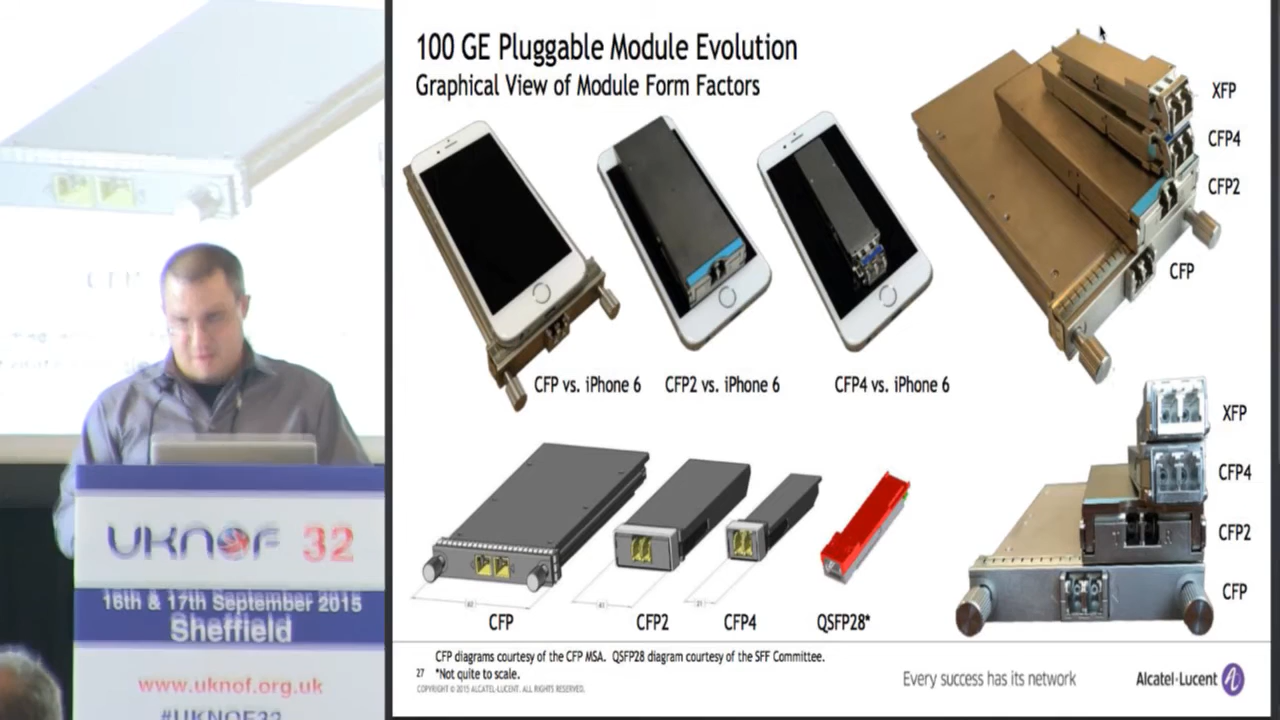 100 GE Pluggable Module Evolution
Graphical View of Module Form Factors
XFP
CFP4
CFP2
CFP
CFP vs. iPhone 6
CFP2 vs. iPhone 6
CFP4 vs. iPhone 6
XFP
CFP4
CFP2
CFP
CFP
CFP2
CFP4
QSFP28*
CFP diagrams courtesy of the CFP MSA. QSFP28 diagram courtesy of the SFF Committee.
*Not quite to scale.
27
COPYRIGHT © 2015 ALCATEL-LUCENT. ALL RIGHTS RESERVED.
Every success has its network
Alcatel·Lucent
UKNOF 32
16th & 17th September 2015
Sheffield
www.uknof.org.uk
#UKNOF32